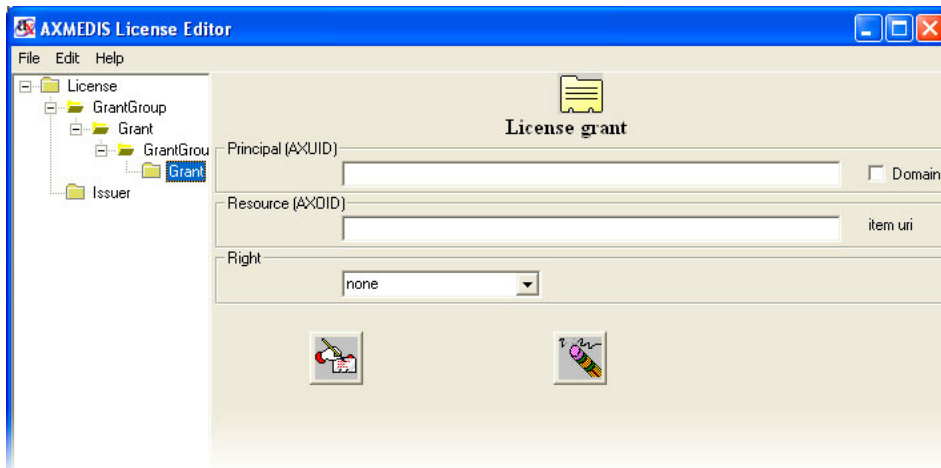 AXMEDIS License Editor
File Edit Help
License
GrantGroup
Grant
GrantGrou
Grant
Issuer
License grant
Principal (AXUID)
Domain
Resource (AXOID)
item uri
Right
none